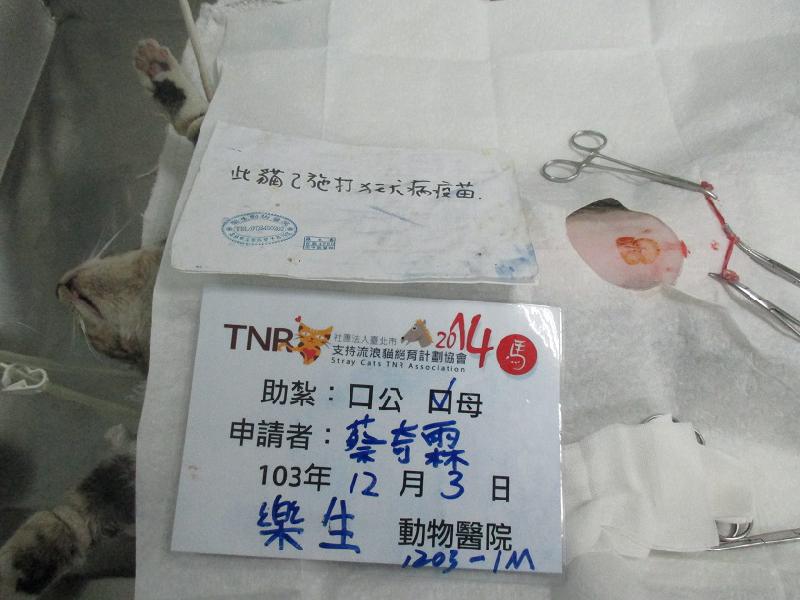 此貓已施打狂犬病疫苗.
TNR
社團法人臺北市
支持流浪貓絕育計劃協會
Stray Cats TNR Association
2014
馬
助紮：口公 口母
申請者：蔡奇霖
103年 12 月 3 日
樂生 動物醫院
1203-1M